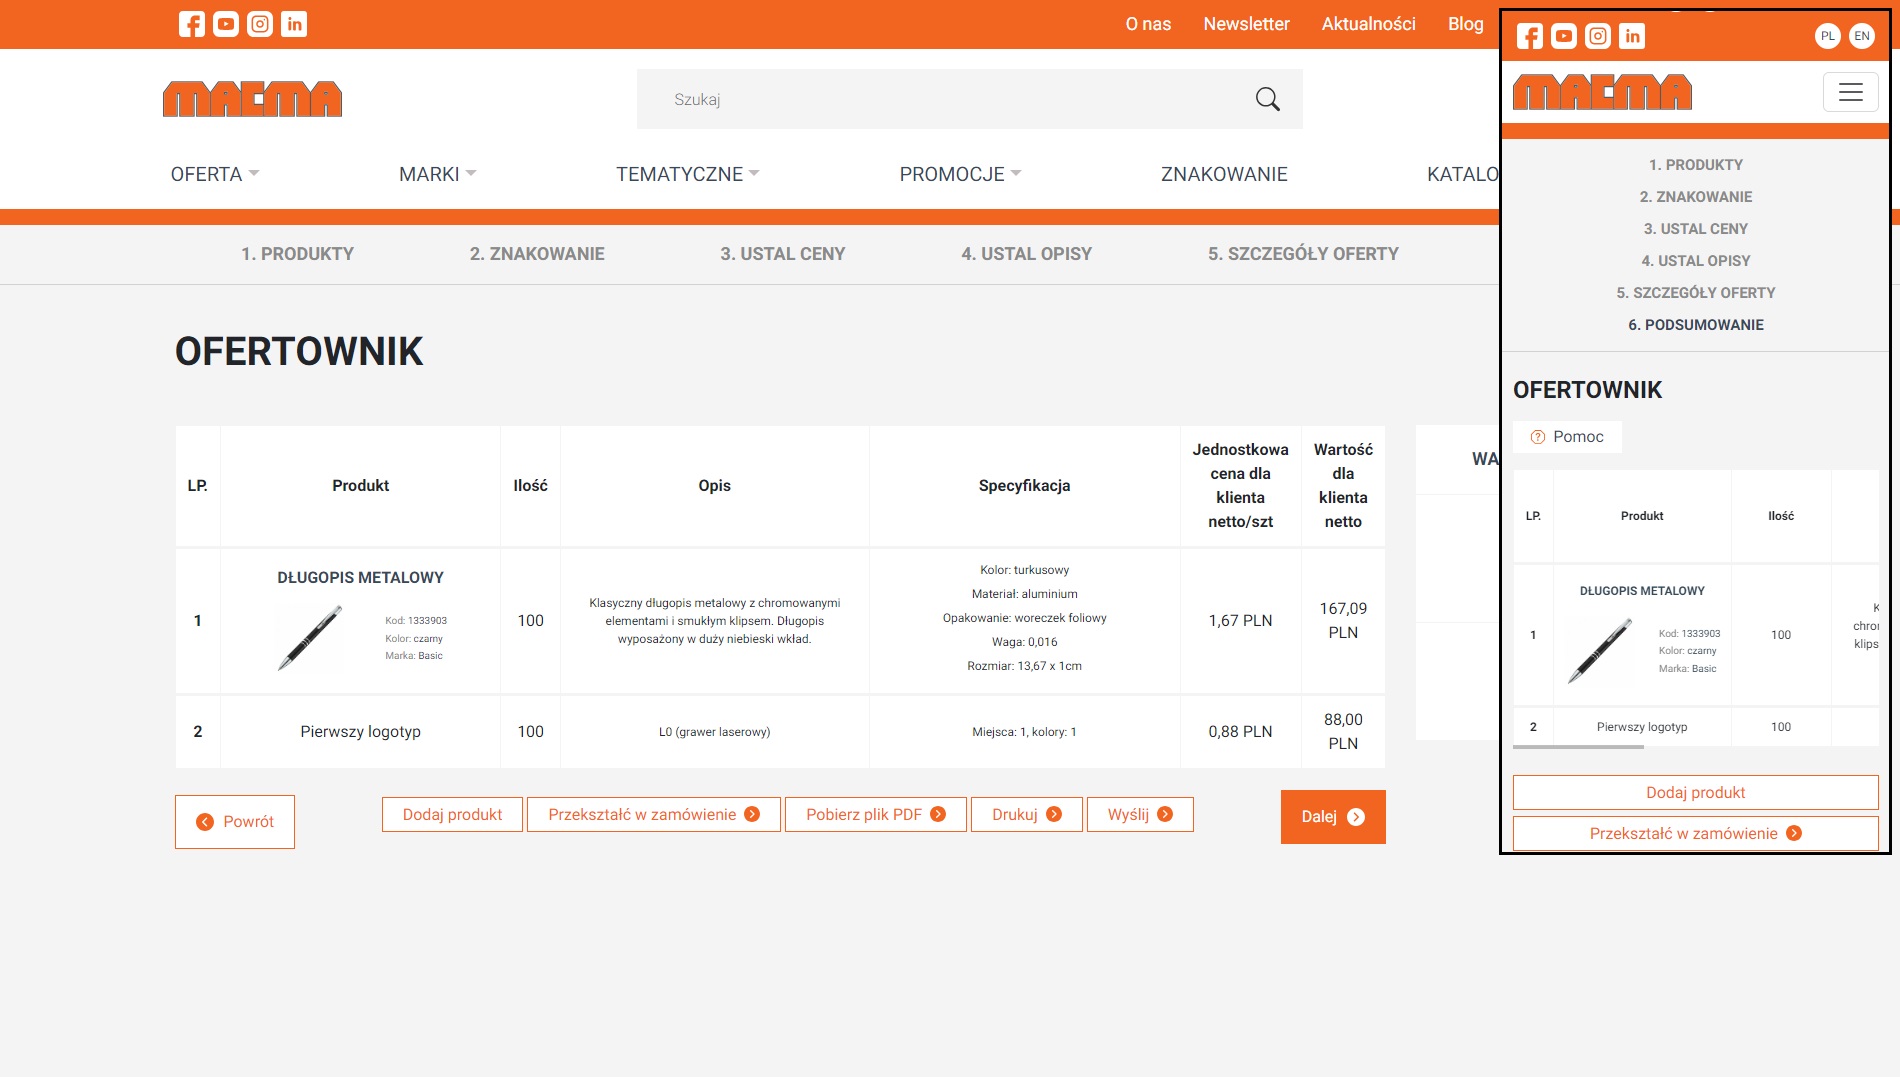 O nas
Newsletter
Aktualności
Blog
MACMA
Szukaj
OFERTA
MARKI
TEMATYCZNE
PROMOCJE
ZNAKOWANIE
KATALO
1. PRODUKTY
2. ZNAKOWANIE
3. USTAL CENY
4. USTAL OPISY
5. SZCZEGÓŁY OFERTY
OFERTOWNIK
LP.
Produkt
Ilość
Opis
Specyfikacja
Jednostkowa
cena dla
klienta
netto/szt
Wartość
dla
klienta
netto
1
DŁUGOPIS METALOWY
Kod: 1333903
Kolor: czarny
Marka: Basic
100
Klasyczny długopis metalowy z chromowanymi
elementami i smukłym klipsem. Długopis
wyposażony w duży niebieski wkład.
Kolor: turkusowy
Materiał: aluminium
Opakowanie: woreczek foliowy
Waga: 0,016
Rozmiar: 13,67 x 1cm
1,67 PLN
167,09
PLN
2
Pierwszy logotyp
100
L0 (grawer laserowy)
Miejsca: 1, kolory: 1
0,88 PLN
88,00
PLN
WA
Powrót
Dodaj produkt
Przekształć w zamówienie
Pobierz plik PDF
Drukuj
Wyślij
Dalej
PL
EN
MACMA
1. PRODUKTY
2. ZNAKOWANIE
3. USTAL CENY
4. USTAL OPISY
5. SZCZEGÓŁY OFERTY
6. PODSUMOWANIE
OFERTOWNIK
Pomoc
LP.
Produkt
Ilość
1
DŁUGOPIS METALOWY
Kod: 1333903
Kolor: czarny
Marka: Basic
100
K
chro
klips
2
Pierwszy logotyp
100
Dodaj produkt
Przekształć w zamówienie